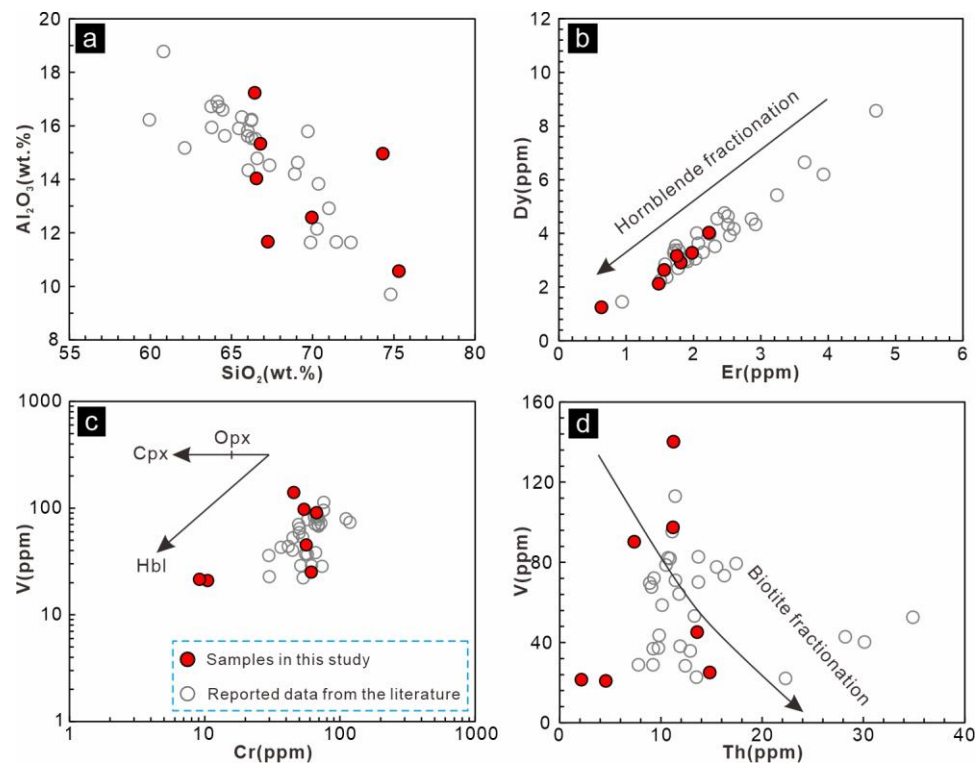 a
20
18
16
14
12
10
8
Al₂O₃(wt.%)
55 60 65 70 75 80
SiO₂(wt.%)
b
12
10
8
6
4
2
0
Dy(ppm)
Hornblende fractionation
0 1 2 3 4 5 6
Er(ppm)
c
1000
100
10
1
V(ppm)
Opx
Cpx
Hbl
Samples in this study
Reported data from the literature
1 10 100 1000
Cr(ppm)
d
160
120
80
40
0
V(ppm)
Biotite fractionation
0 10 20 30 40
Th(ppm)